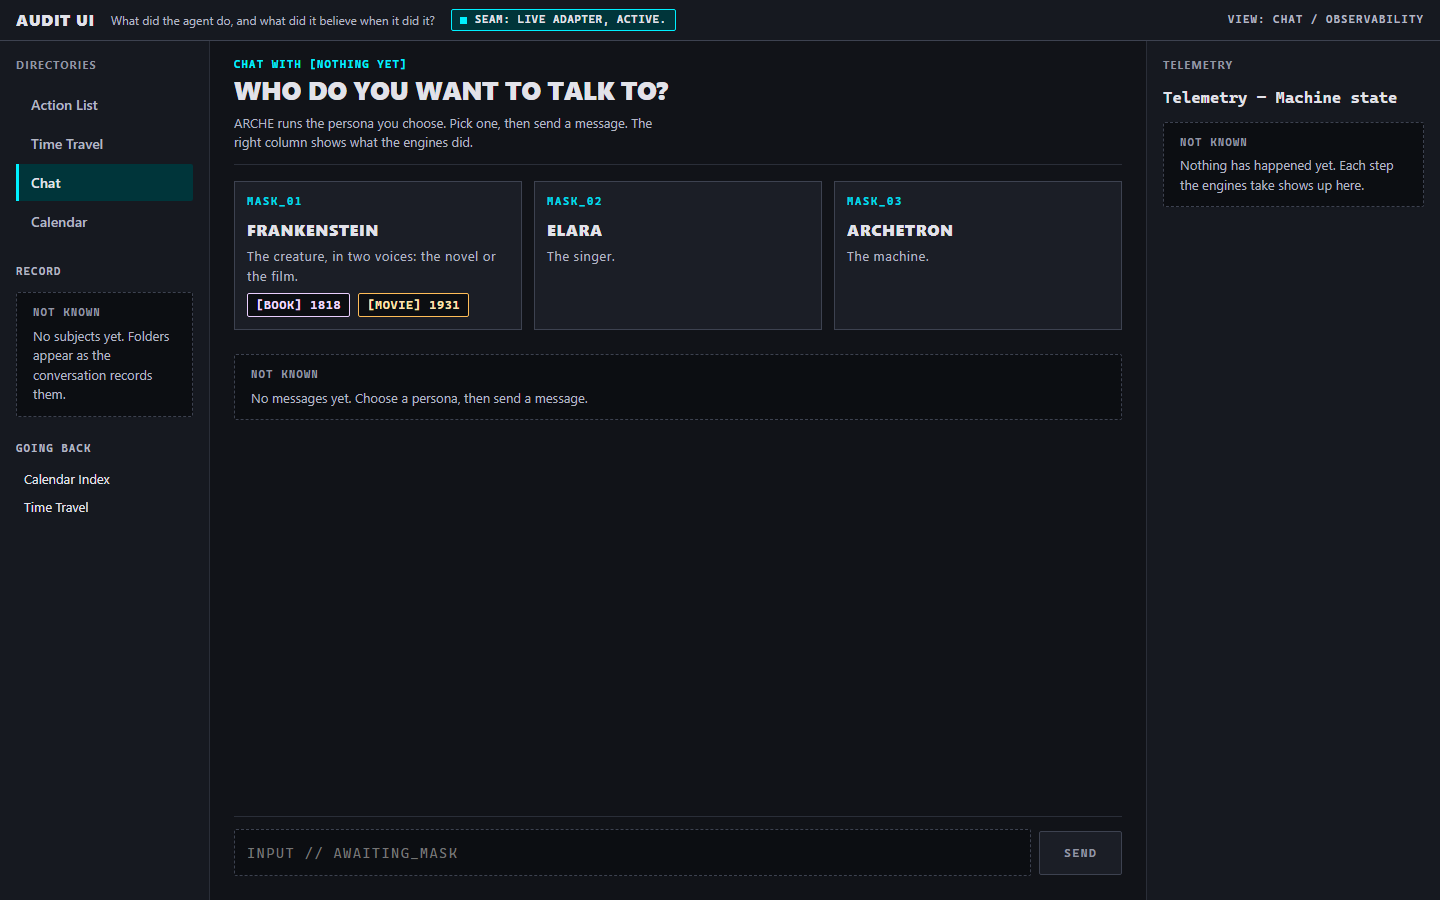 AUDIT UI
What did the agent do, and what did it believe when it did it?
SEAM: LIVE ADAPTER, ACTIVE.
VIEW: CHAT / OBSERVABILITY
DIRECTORIES
Action List
Time Travel
Chat
Calendar
RECORD
NOT KNOWN
No subjects yet. Folders
appear as the
conversation records
them.
GOING BACK
Calendar Index
Time Travel
CHAT WITH [NOTHING YET]
WHO DO YOU WANT TO TALK TO?
ARCHE runs the persona you choose. Pick one, then send a message. The
right column shows what the engines did.
MASK_01
FRANKENSTEIN
The creature, in two voices: the novel or
the film.
[BOOK] 1818
[MOVIE] 1931
MASK_02
ELARA
The singer.
MASK_03
ARCHETRON
The machine.
NOT KNOWN
No messages yet. Choose a persona, then send a message.
INPUT // AWAITING_MASK
SEND
TELEMETRY
Telemetry — Machine state
NOT KNOWN
Nothing has happened yet. Each step
the engines take shows up here.